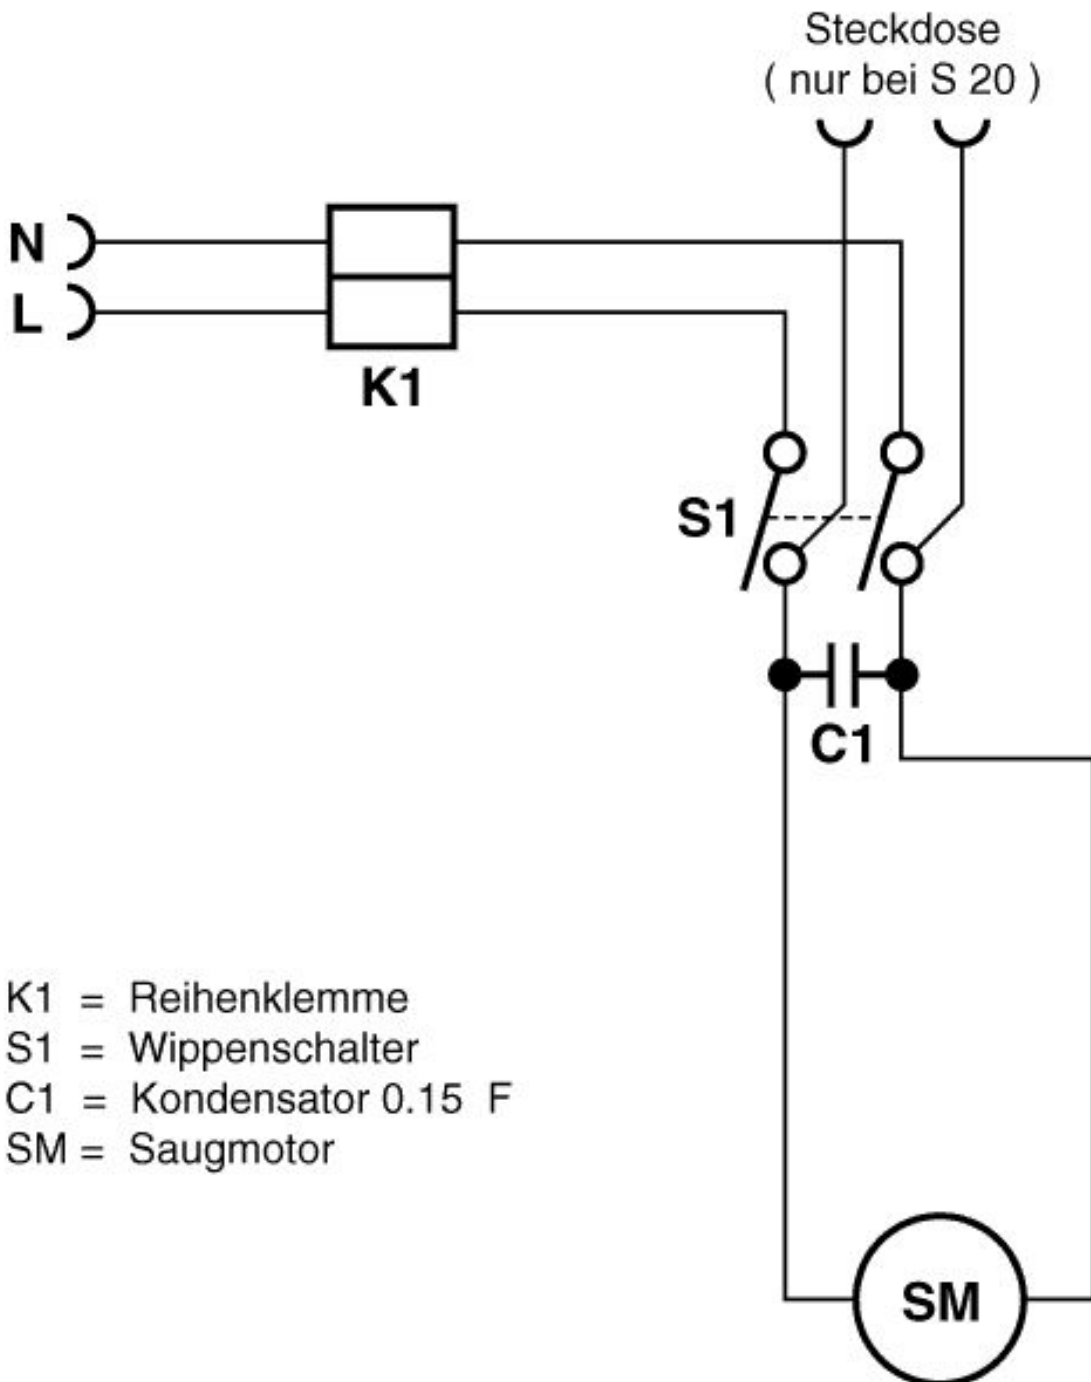 Steckdose
( nur bei S 20 )
N
L
K1
S1
C1
K1 = Reihenklemme
S1 = Wippenschalter
C1 = Kondensator 0.15 F
SM = Saugmotor
SM